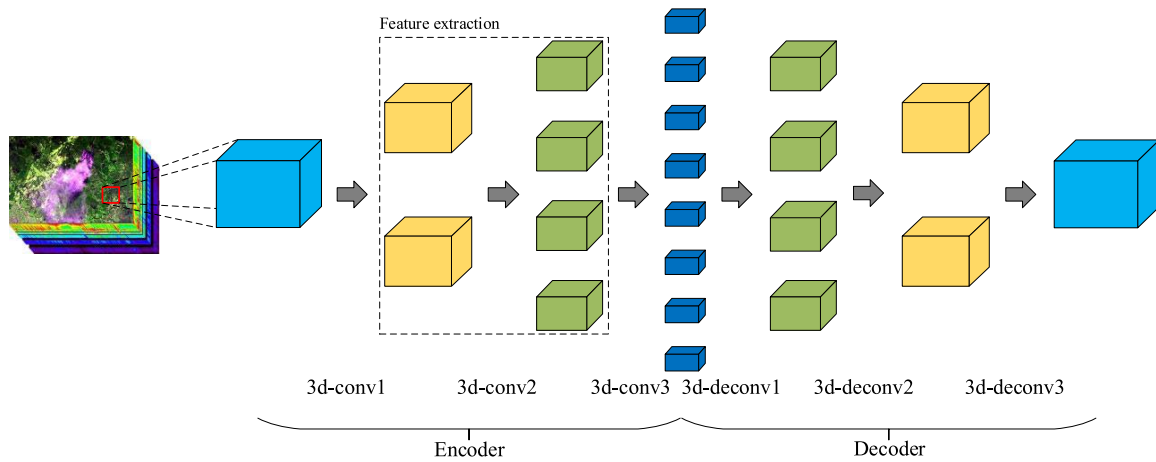 Feature extraction
3d-conv1 3d-conv2 3d-conv3 3d-deconv1 3d-deconv2 3d-deconv3
Encoder Decoder